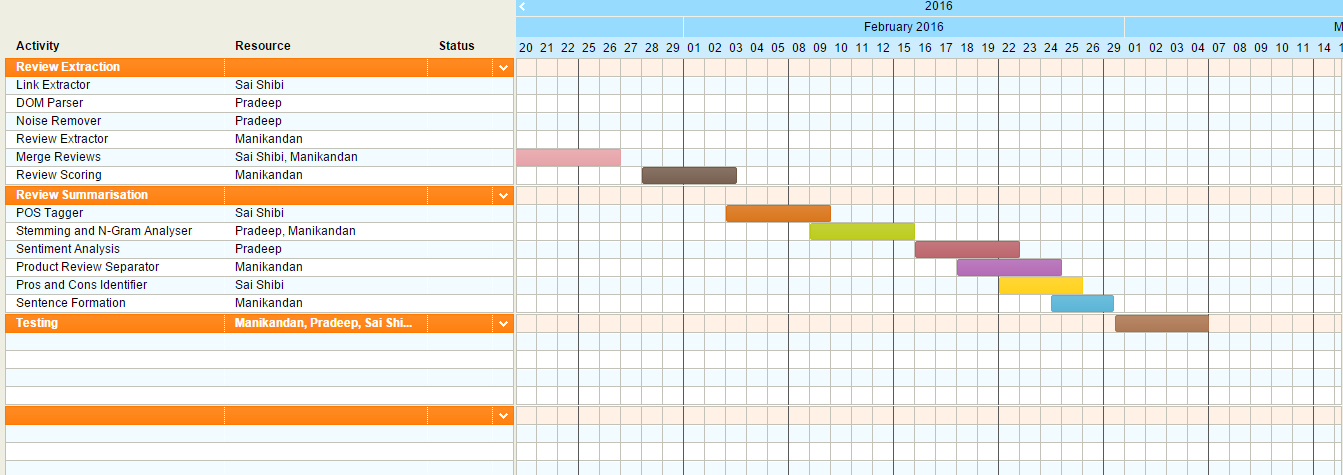 2016
February 2016 M
Activity Resource Status 20 21 22 25 26 27 28 29 01 02 03 04 05 08 09 10 11 12 15 16 17 18 19 22 23 24 25 26 29 01 02 03 04 07 08 09 10 11 14 1
Review Extraction
Link Extractor Sai Shibi
DOM Parser Pradeep
Noise Remover Pradeep
Review Extractor Manikandan
Merge Reviews Sai Shibi, Manikandan
Review Scoring Manikandan
Review Summarisation
POS Tagger Sai Shibi
Stemming and N-Gram Analyser Pradeep, Manikandan
Sentiment Analysis Pradeep
Product Review Separator Manikandan
Pros and Cons Identifier Sai Shibi
Sentence Formation Manikandan
Testing Manikandan, Pradeep, Sai Shi...